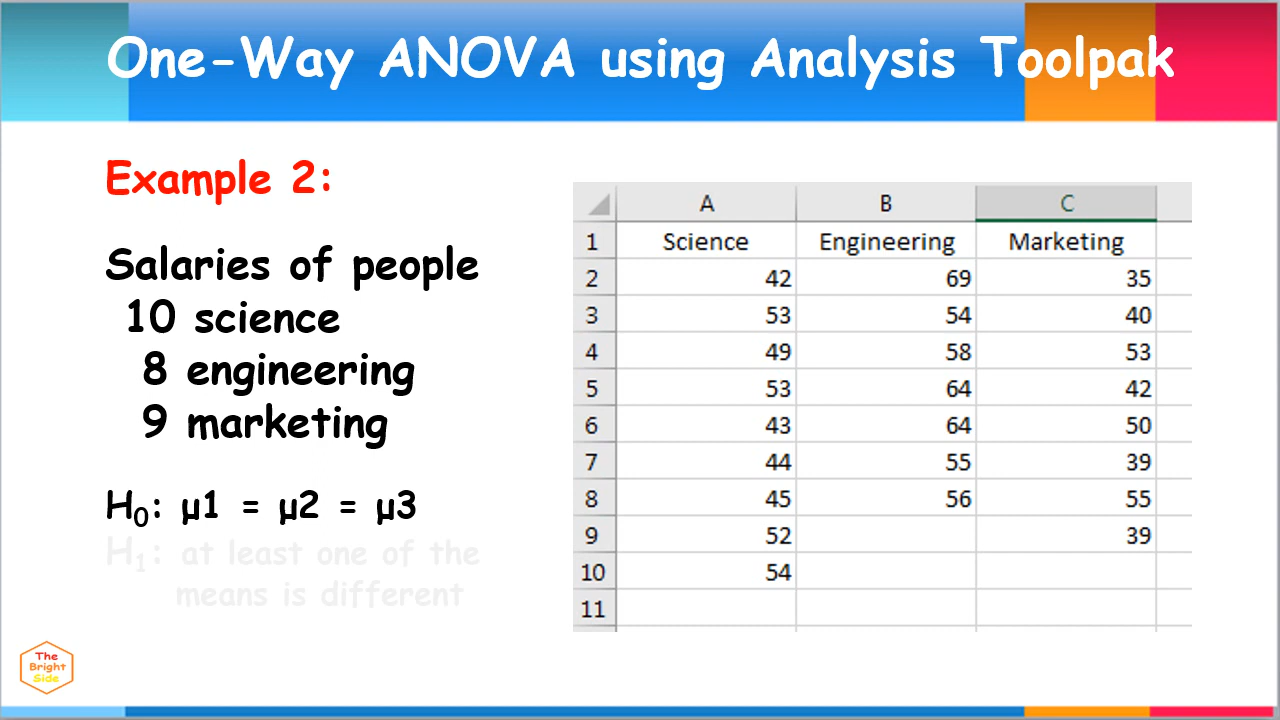 One-Way ANOVA using Analysis Toolpak
Example 2:
Salaries of people
10 science
8 engineering
9 marketing
H₀: µ1 = µ2 = µ3
H₁: at least one of the
means is different
A B C
1 Science Engineering Marketing
2 42 69 35
3 53 54 40
4 49 58 53
5 53 64 42
6 43 64 50
7 44 55 39
8 45 56 55
9 52 39
10 54
11
The
Bright
Side